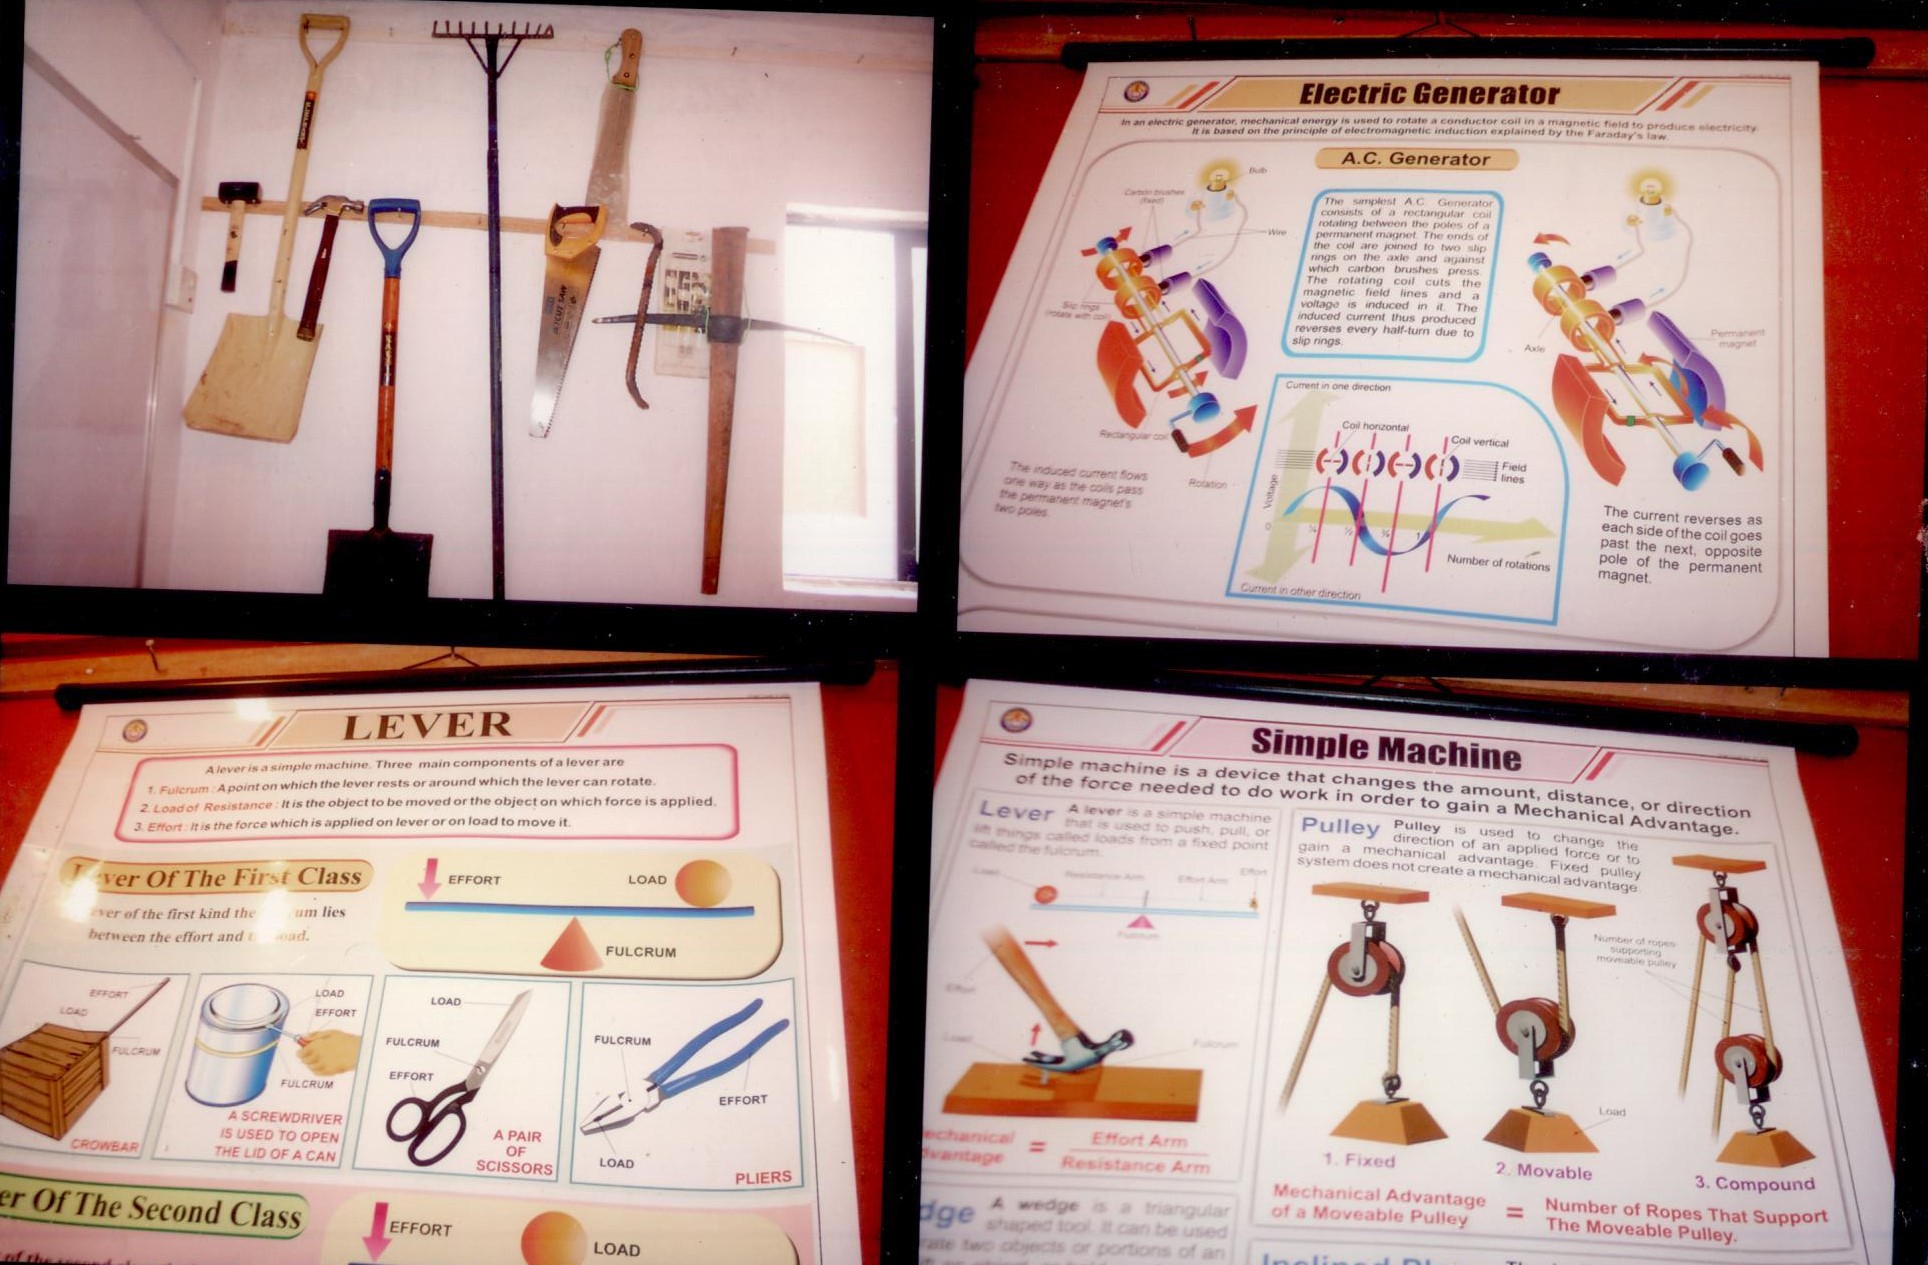 JETCUT SAW
Electric Generator
In an electric generator, mechanical energy is used to rotate a conductor coil in a magnetic field to produce electricity.
It is based on the principle of electromagnetic induction explained by the Faraday's law.
A.C. Generator
Bulb
Carbon brushes
(fixed)
Wire
Slip rings
(rotate with coil)
Rectangular coil
Rotation
The induced current flows
one way as the coils pass
the permanent magnet's
two poles.
The simplest A.C. Generator
consists of a rectangular coil
rotating between the poles of a
permanent magnet. The ends of
the coil are joined to two slip
rings on the axle and against
which carbon brushes press.
The rotating coil cuts the
magnetic field lines and a
voltage is induced in it. The
induced current thus produced
reverses every half-turn due to
slip rings.
Current in one direction
Coil horizontal
Coil vertical
Field
lines
Voltage
0
¼
½
¾
1
Number of rotations
Current in other direction
Permanent
magnet
Axle
The current reverses as
each side of the coil goes
past the next, opposite
pole of the permanent
magnet.
LEVER
A lever is a simple machine. Three main components of a lever are
1. Fulcrum : A point on which the lever rests or around which the lever can rotate.
2. Load of Resistance : It is the object to be moved or the object on which force is applied.
3. Effort : It is the force which is applied on lever or on load to move it.
Lever Of The First Class
ver of the first kind the um lies
between the effort and oad.
EFFORT
LOAD
FULCRUM
EFFORT
LOAD
FULCRUM
CROWBAR
LOAD
EFFORT
FULCRUM
A SCREWDRIVER
IS USED TO OPEN
THE LID OF A CAN
LOAD
FULCRUM
EFFORT
A PAIR
OF
SCISSORS
FULCRUM
EFFORT
LOAD
PLIERS
er Of The Second Class
EFFORT
LOAD
Simple Machine
Simple machine is a device that changes the amount, distance, or direction
of the force needed to do work in order to gain a Mechanical Advantage.
Lever A lever is a simple machine
that is used to push, pull, or
lift things called loads from a fixed point
called the fulcrum.
Load
Resistance Arm
Effort Arm
Effort
Fulcrum
Effort
Load
Fulcrum
echanical
dvantage
=
Effort Arm
Resistance Arm
Pulley Pulley is used to change the
direction of an applied force or to
gain a mechanical advantage. Fixed pulley
system does not create a mechanical advantage.
Number of ropes
supporting
moveable pulley
Load
1. Fixed
2. Movable
3. Compound
Mechanical Advantage
of a Moveable Pulley
=
Number of Ropes That Support
The Moveable Pulley.
dge A wedge is a triangular
shaped tool. It can be used
rate two objects or portions of an